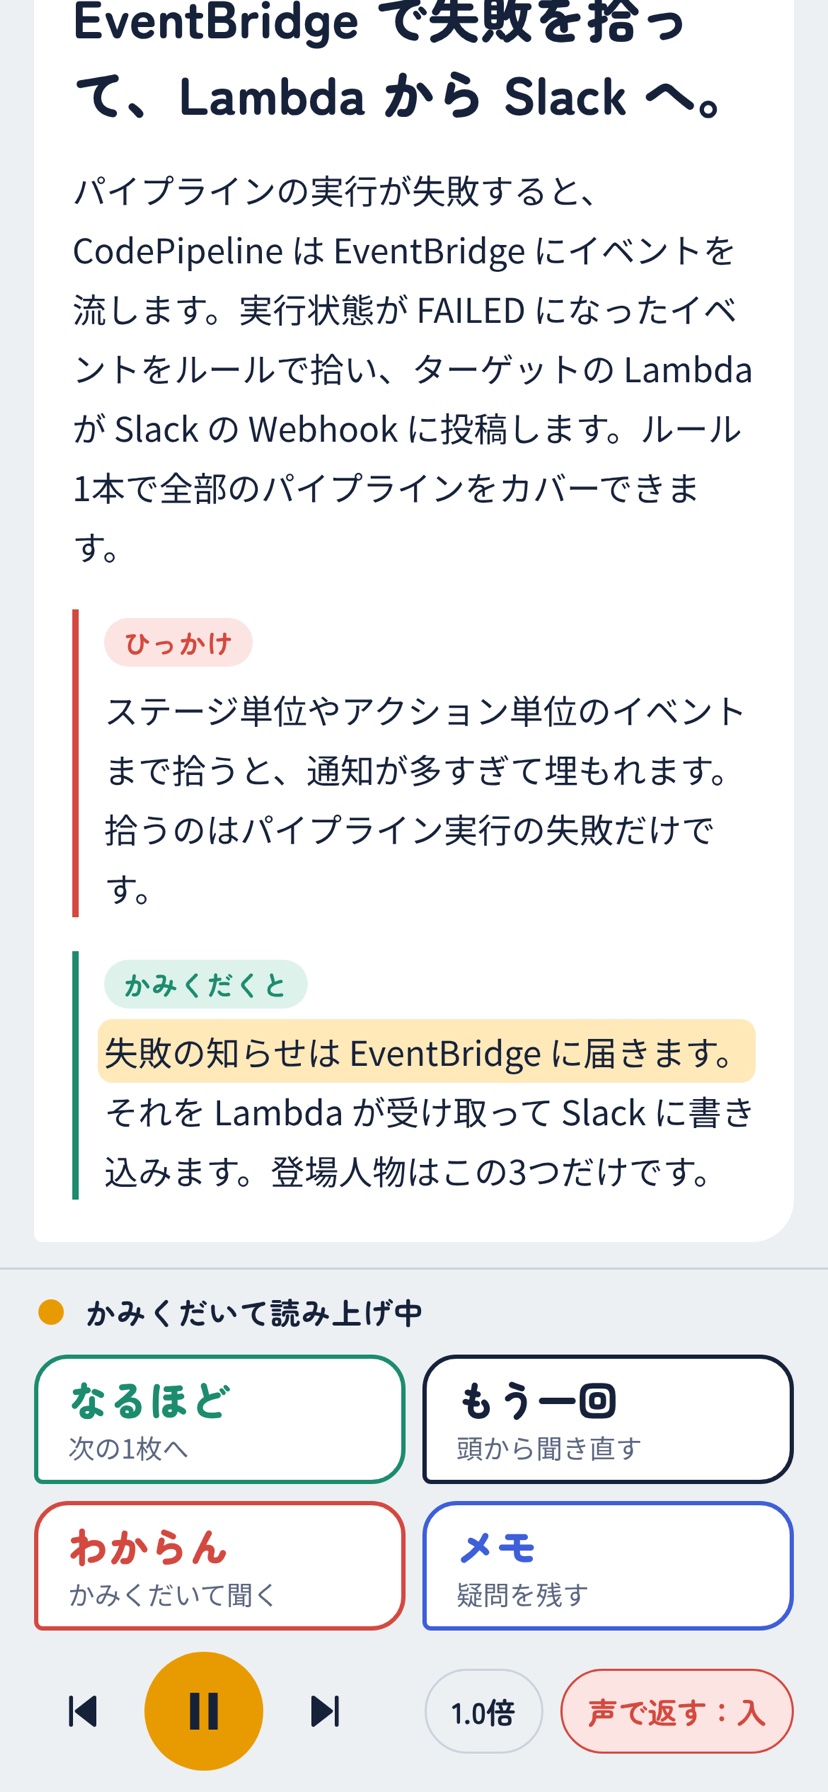 EventBridge で失敗を拾っ
て、Lambda から Slack へ。
パイプラインの実行が失敗すると、
CodePipeline は EventBridge にイベントを
流します。実行状態が FAILED になったイベ
ントをルールで拾い、ターゲットの Lambda
が Slack の Webhook に投稿します。ルール
1本で全部のパイプラインをカバーできま
す。
ひっかけ
ステージ単位やアクション単位のイベント
まで拾うと、通知が多すぎて埋もれます。
拾うのはパイプライン実行の失敗だけで
す。
かみくだくと
失敗の知らせは EventBridge に届きます。
それを Lambda が受け取って Slack に書き
込みます。登場人物はこの3つだけです。
かみくだいて読み上げ中
なるほど
次の1枚へ
もう一回
頭から聞き直す
わからん
かみくだいて聞く
メモ
疑問を残す
1.0倍
声で返す：入